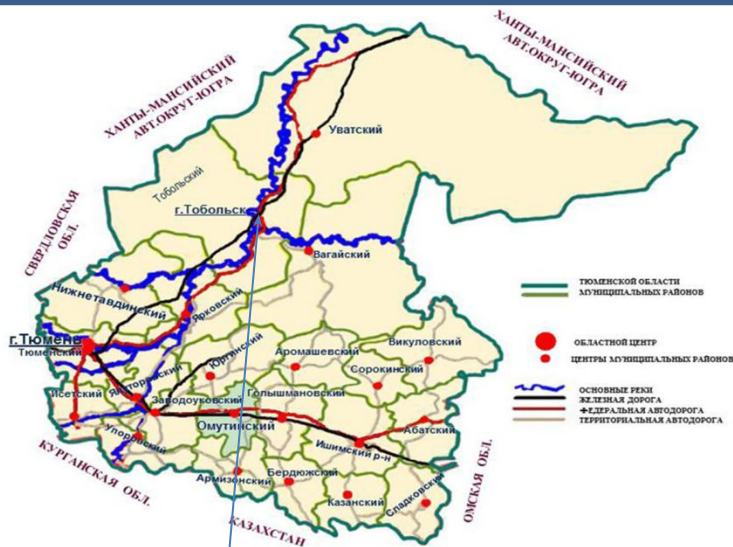 ХАНТЫ-МАНСИЙСКИЙ
АВТ.ОКРУГ-ЮГРА
ХАНТЫ-МАНСИЙСКИЙ
АВТ.ОКРУГ-ЮГРА
Уватский
Тобольский
г.Тобольск
СВЕРДЛОВСКАЯ
ОБЛ.
Вагайский
Нижнетавдинский
Ярковский
г.Тюмень
Тюменский
Викуловский
Аромашевский
Юргинский
Сорокинский
Исетский
Ялуторовский
Заводоуковский
Голышмановский
Омутинский
Абатский
Упоровский
Ишимский р-н
Армизонский
Бердюжский
Казанский
Сладковский
КУРГАНСКАЯ ОБЛ.
КАЗАХСТАН
ОМСКАЯ ОБЛ.
ТЮМЕНСКОЙ ОБЛАСТИ
МУНИЦИПАЛЬНЫХ РАЙОНОВ
ОБЛАСТНОЙ ЦЕНТР
ЦЕНТРЫ МУНИЦИПАЛЬНЫХ РАЙОНОВ
ОСНОВНЫЕ РЕКИ
ЖЕЛЕЗНАЯ ДОРОГА
ФЕДЕРАЛЬНАЯ АВТОДОРОГА
ТЕРРИТОРИАЛЬНАЯ АВТОДОРОГА